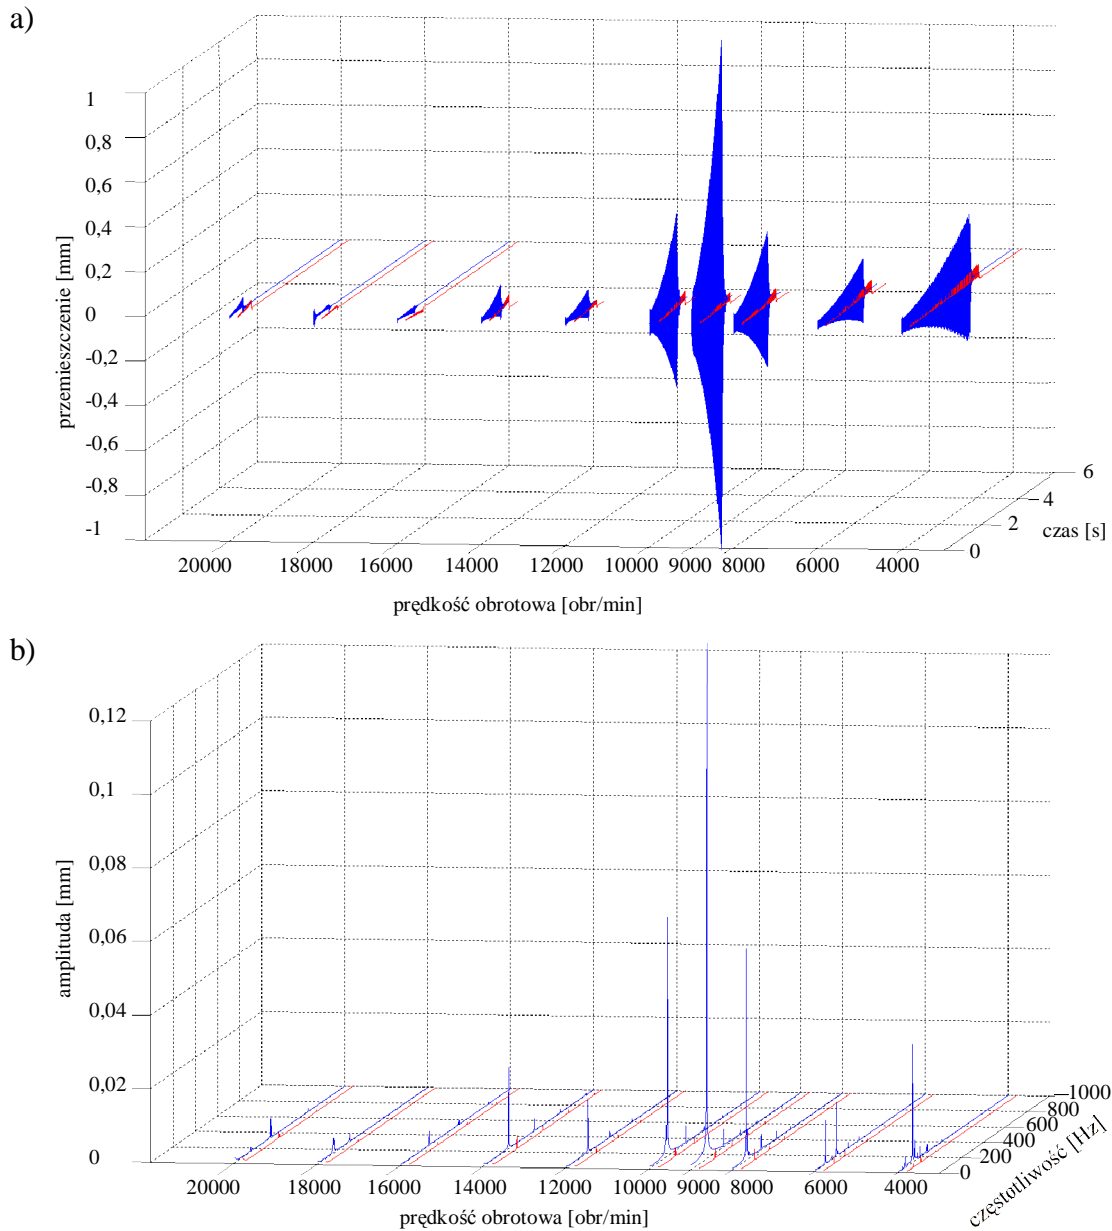 a)
1
0,8
0,6
0,4
0,2
0
-0,2
-0,4
-0,6
-0,8
-1
przemieszczenie [mm]
20000 18000 16000 14000 12000 10000 9000 8000 6000 4000
prędkość obrotowa [obr/min]
0 2 4 6
czas [s]
b)
0,12
0,1
0,08
0,06
0,04
0,02
0
amplituda [mm]
20000 18000 16000 14000 12000 10000 9000 8000 6000 4000
prędkość obrotowa [obr/min]
0 200 400 600 800 1000
częstotliwość [Hz]